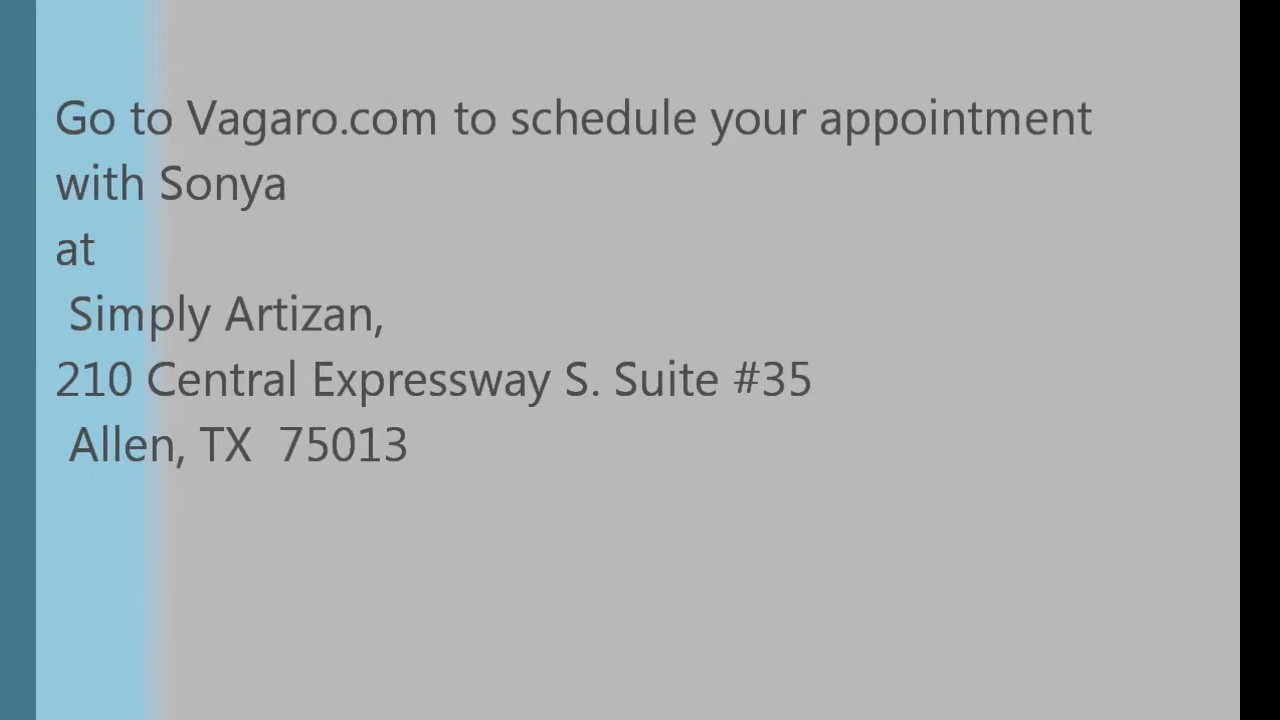 Go to Vagaro.com to schedule your appointment
with Sonya
at
Simply Artizan,
210 Central Expressway S. Suite #35
Allen, TX  75013